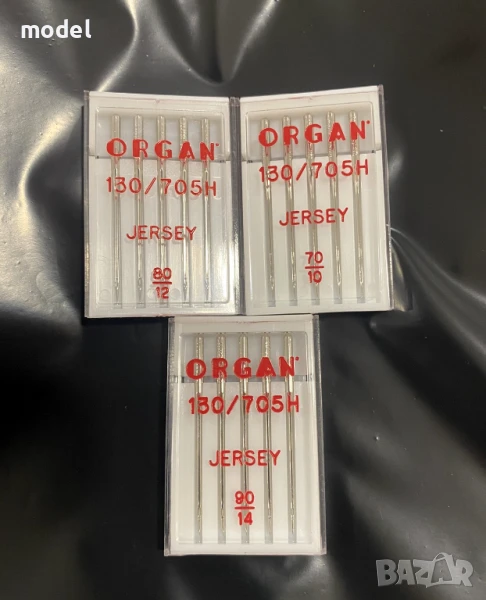 model
ORGAN
130/705H
JERSEY
80
12
ORGAN
130/705H
JERSEY
70
10
ORGAN
130/705H
JERSEY
90
14
BAZAR